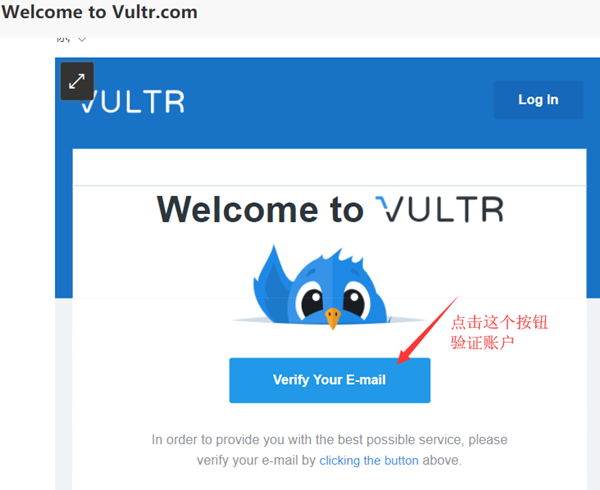 Welcome to Vultr.com
VULTR
Log In
Welcome to VULTR
点击这个按钮
验证账户
Verify Your E-mail
In order to provide you with the best possible service, please
verify your e-mail by clicking the button above.